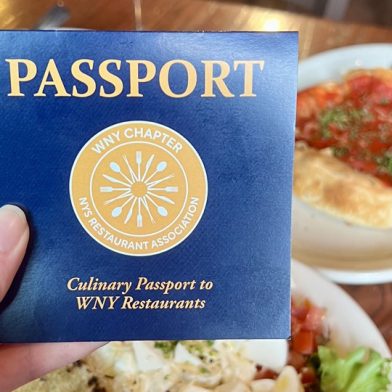 PASSPORT
WNY CHAPTER
NYS RESTAURANT ASSOCIATION
Culinary Passport to
WNY Restaurants